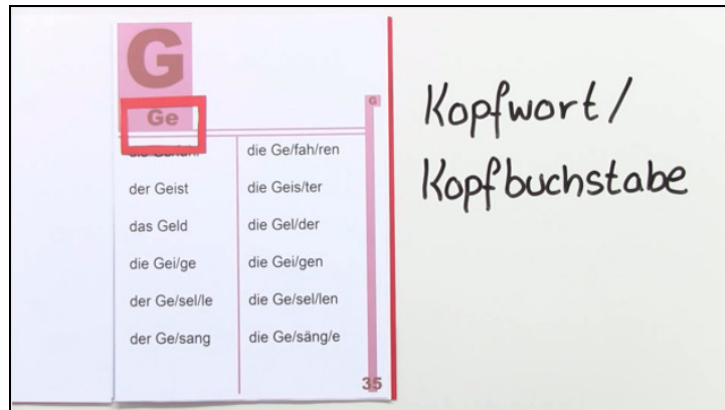 G
Ge
G
die Ge/fah/ren
der Geist die Geis/ter
das Geld die Gel/der
die Gei/ge die Gei/gen
der Ge/sel/le die Ge/sel/len
der Ge/sang die Ge/säng/e
35
Kopfwort/
Kopfbuchstabe